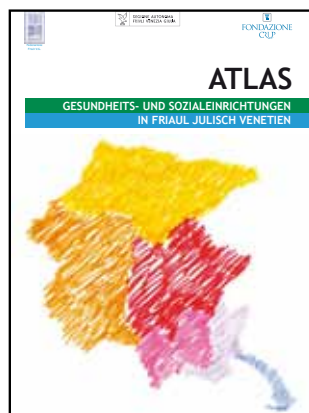 REGIONE AUTONOMA
FRIULI VENEZIA GIULIA
FONDAZIONE
CRUP
ATLAS
GESUNDHEITS- UND SOZIALEINRICHTUNGEN
IN FRIAUL JULISCH VENETIEN